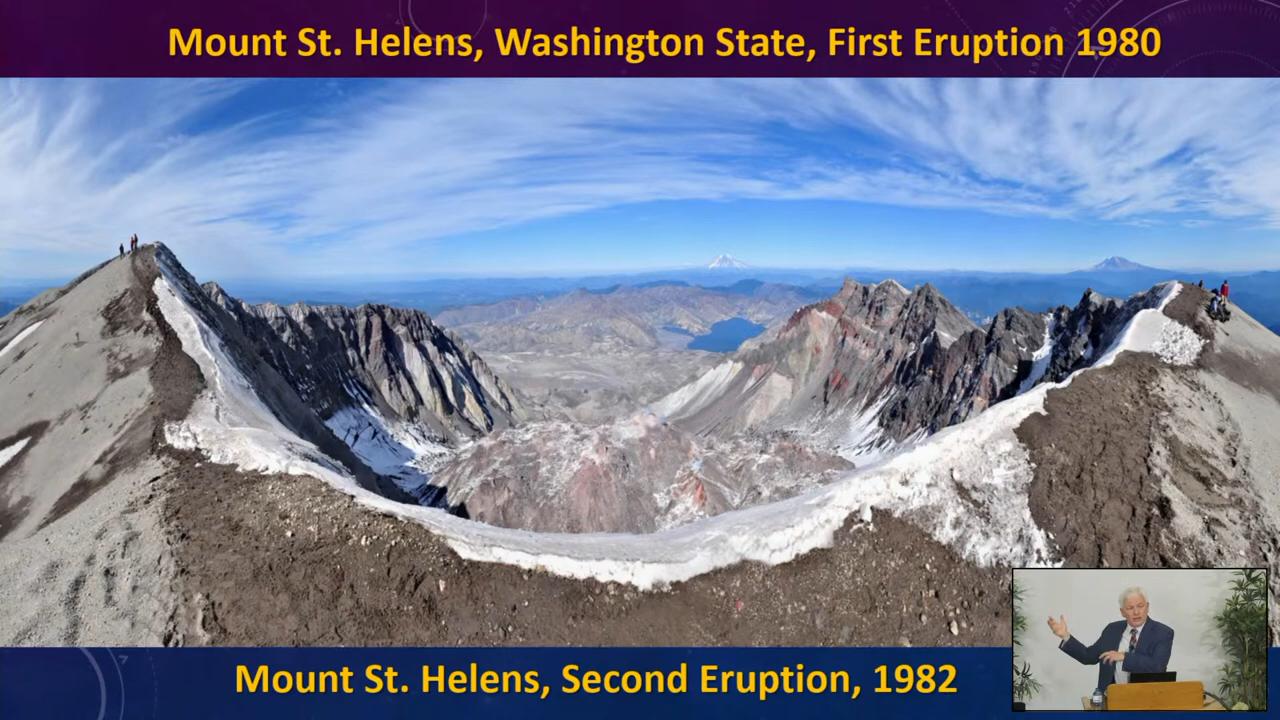 Mount St. Helens, Washington State, First Eruption 1980
Mount St. Helens, Second Eruption, 1982